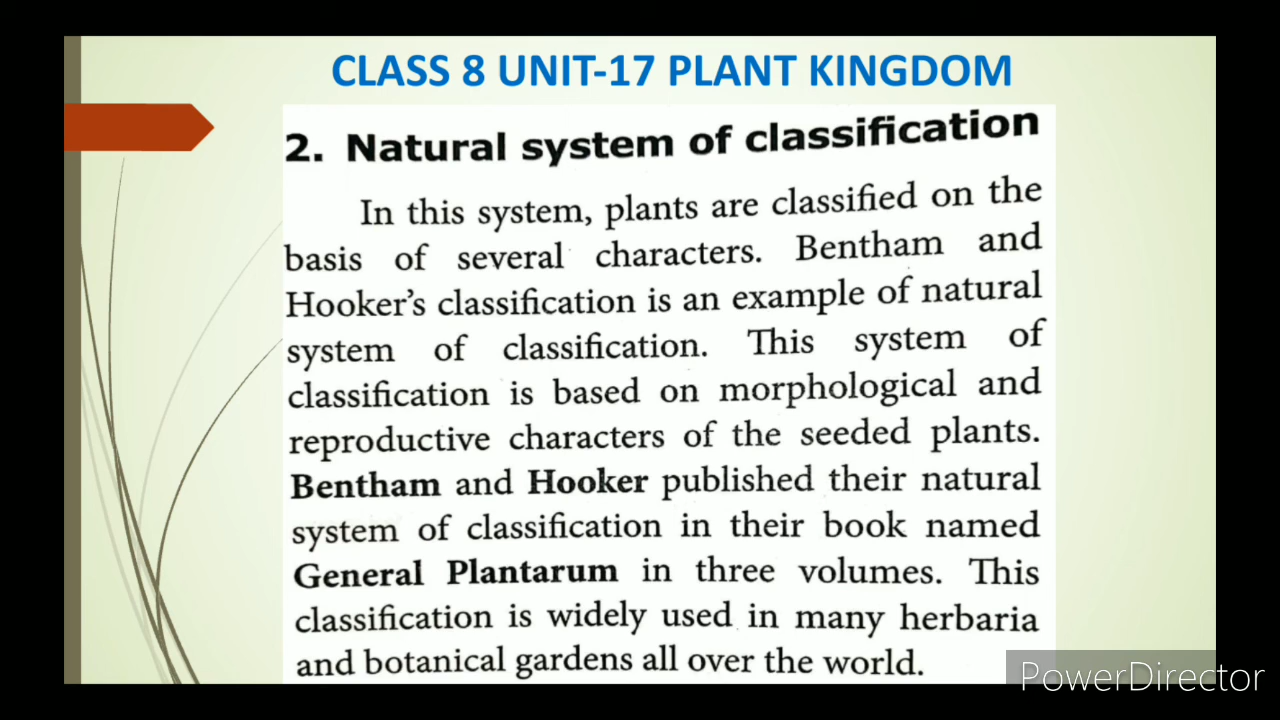 CLASS 8 UNIT-17 PLANT KINGDOM
2. Natural system of classification
In this system, plants are classified on the
basis of several characters. Bentham and
Hooker's classification is an example of natural
system of classification. This system of
classification is based on morphological and
reproductive characters of the seeded plants.
Bentham and Hooker published their natural
system of classification in their book named
General Plantarum in three volumes. This
classification is widely used in many herbaria
and botanical gardens all over the world.
PowerDirector